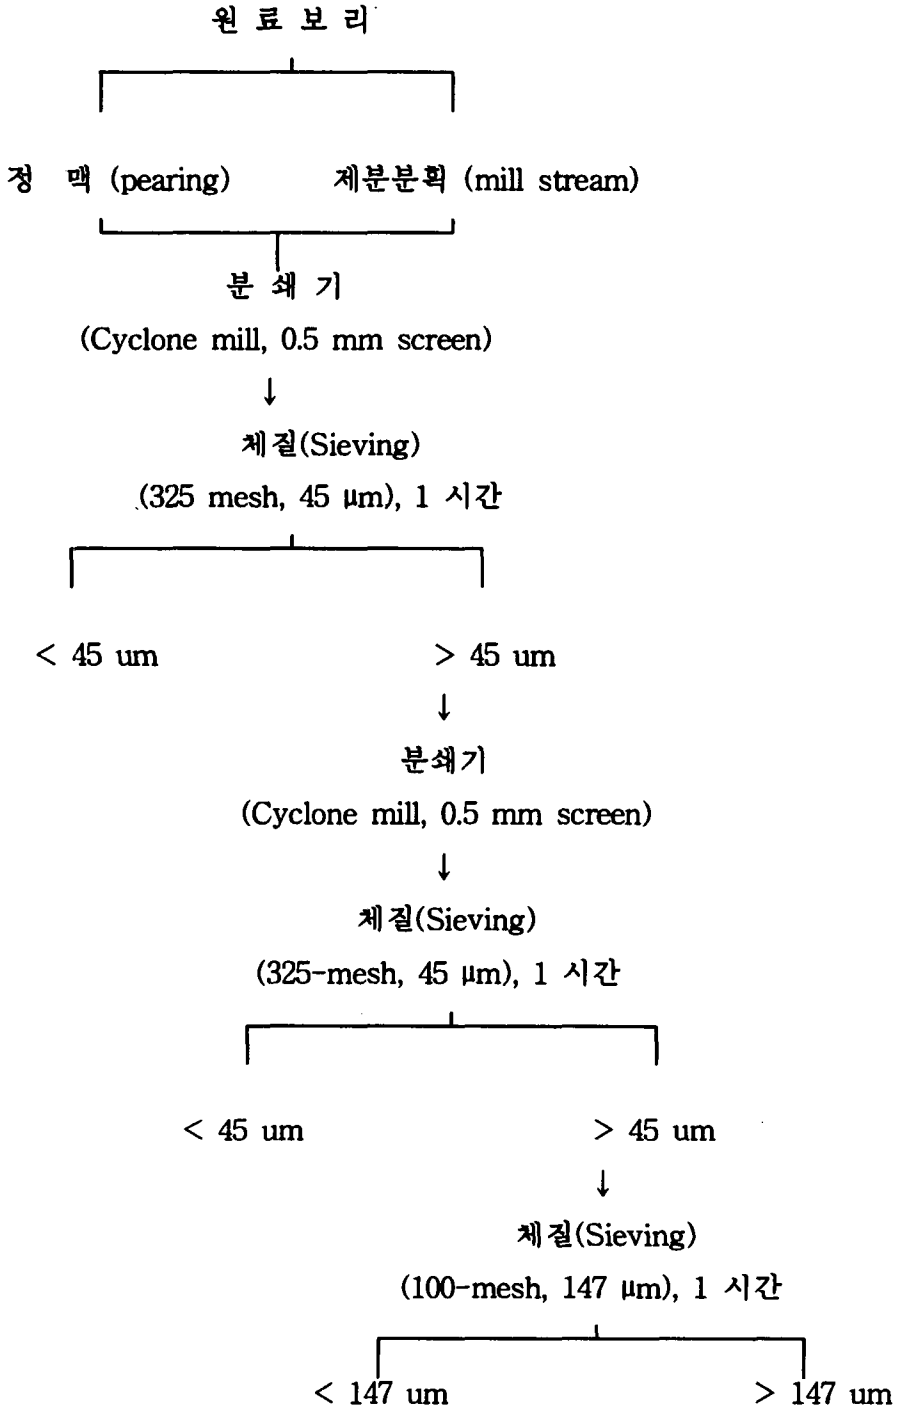 원 료 보 리
정 맥 (pearing) 제분분획 (mill stream)
분 쇄 기
(Cyclone mill, 0.5 mm screen)
↓
체질(Sieving)
(325 mesh, 45 μm), 1 시간
< 45 um > 45 um
↓
분쇄기
(Cyclone mill, 0.5 mm screen)
↓
체질(Sieving)
(325-mesh, 45 μm), 1 시간
< 45 um > 45 um
↓
체질(Sieving)
(100-mesh, 147 μm), 1 시간
< 147 um > 147 um